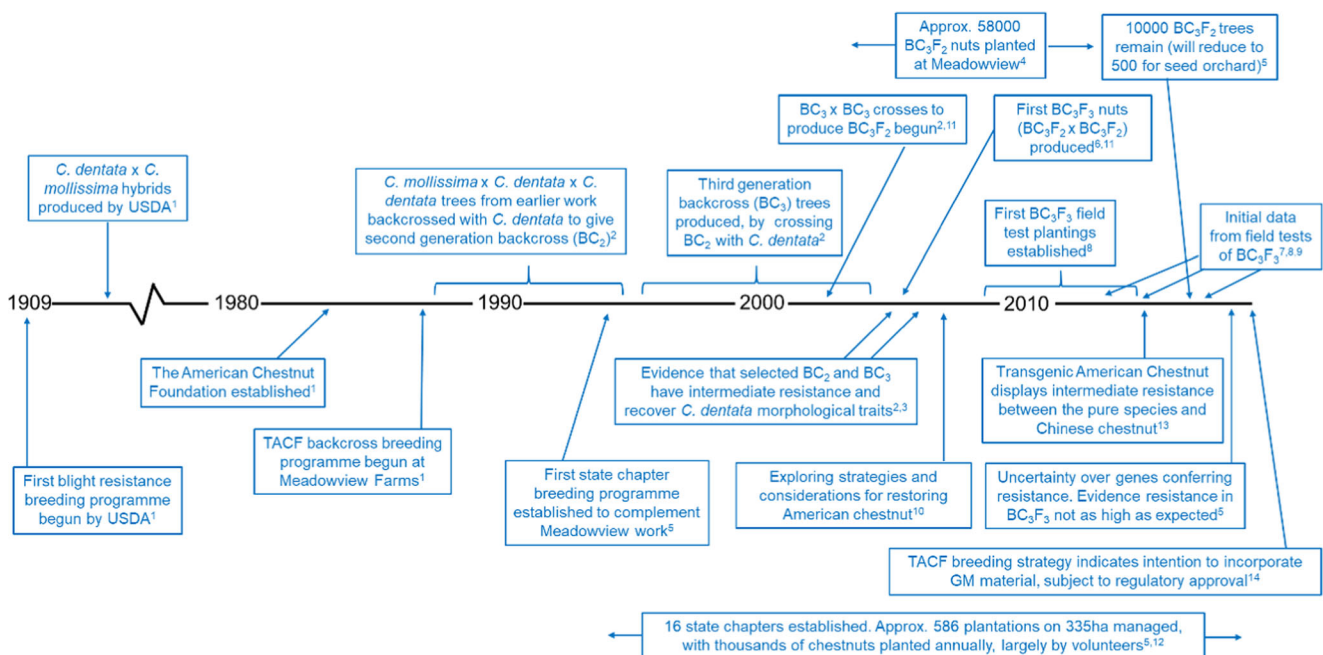 Approx. 58000
BC₃F₂ nuts planted
at Meadowview⁴
10000 BC₃F₂ trees
remain (will reduce to
500 for seed orchard)⁵
BC₃ x BC₃ crosses to
produce BC₃F₂ begun²,¹¹
First BC₃F₃ nuts
(BC₃F₂ x BC₃F₂)
produced⁶,¹¹
C. dentata x C.
mollissima hybrids
produced by USDA¹
C. mollissima x C. dentata x C.
dentata trees from earlier work
backcrossed with C. dentata to give
second generation backcross (BC₂)²
Third generation
backcross (BC₃) trees
produced, by crossing
BC₂ with C. dentata²
First BC₃F₃ field
test plantings
established⁸
Initial data
from field tests
of BC₃F₃⁷,⁸,⁹
1909 1980 1990 2000 2010
The American Chestnut
Foundation established¹
Evidence that selected BC₂ and BC₃
have intermediate resistance and
recover C. dentata morphological traits²,³
Transgenic American Chestnut
displays intermediate resistance
between the pure species and
Chinese chestnut¹³
TACF backcross breeding
programme begun at
Meadowview Farms¹
First blight resistance
breeding programme
begun by USDA¹
First state chapter
breeding programme
established to complement
Meadowview work⁵
Exploring strategies and
considerations for restoring
American chestnut¹⁰
Uncertainty over genes conferring
resistance. Evidence resistance in
BC₃F₃ not as high as expected⁵
TACF breeding strategy indicates intention to incorporate
GM material, subject to regulatory approval¹⁴
16 state chapters established. Approx. 586 plantations on 335ha managed,
with thousands of chestnuts planted annually, largely by volunteers⁵,¹²